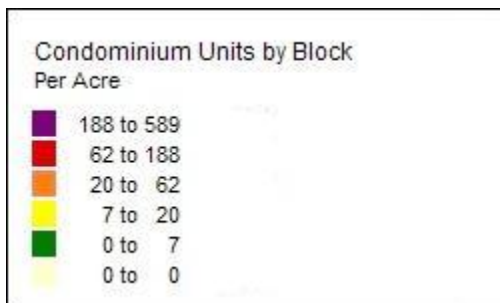 Condominium Units by Block
Per Acre
188 to 589
62 to 188
20 to 62
7 to 20
0 to 7
0 to 0